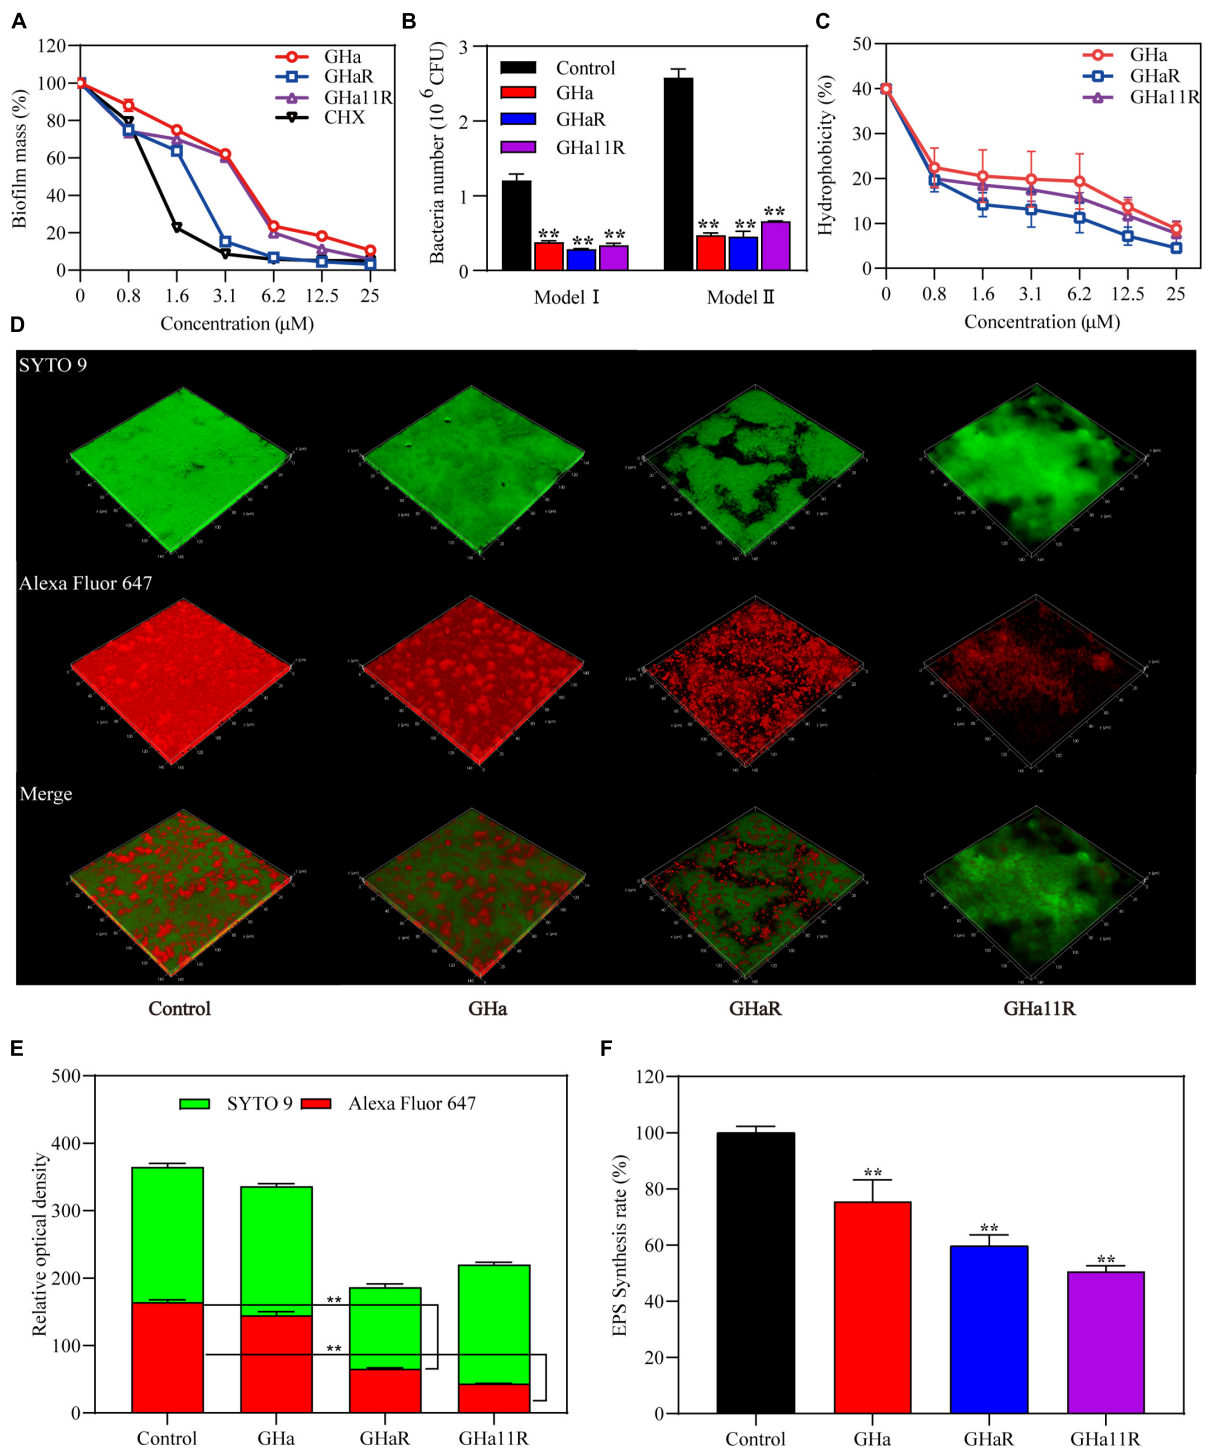 A
Biofilm mass (%)
120
100
80
60
40
20
0
GHa
GHaR
GHa11R
CHX
0 0.8 1.6 3.1 6.2 12.5 25
Concentration (μM)
B
Bacteria number (10 6 CFU)
3
2
1
0
Control
GHa
GHaR
GHa11R
** ** **
** ** **
Model Ⅰ Model Ⅱ
C
Hydrophobicity (%)
50
40
30
20
10
0
GHa
GHaR
GHa11R
0 0.8 1.6 3.1 6.2 12.5 25
Concentration (μM)
D
SYTO 9
Alexa Fluor 647
Merge
Control GHa GHaR GHa11R
E
Relative optical density
500
400
300
200
100
0
SYTO 9 Alexa Fluor 647
**
**
Control GHa GHaR GHa11R
F
EPS Synthesis rate (%)
120
100
80
60
40
20
0
**
**
**
Control GHa GHaR GHa11R